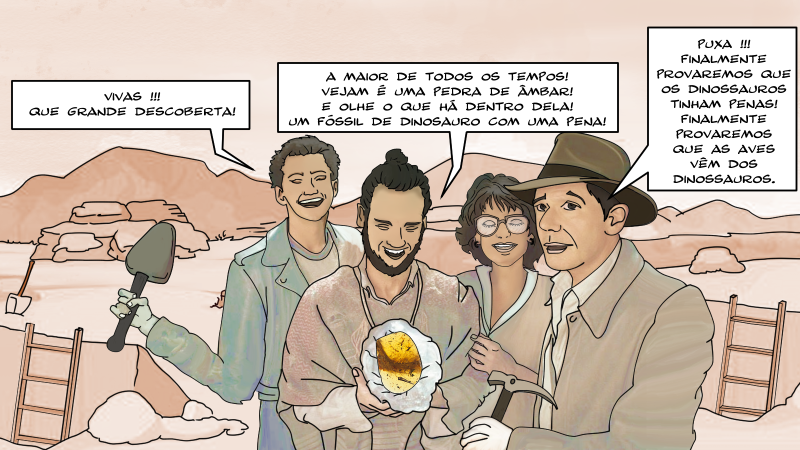 VIVAS !!!
QUE GRANDE DESCOBERTA!
A MAIOR DE TODOS OS TEMPOS!
VEJAM É UMA PEDRA DE ÂMBAR!
E OLHE O QUE HÁ DENTRO DELA!
UM FÓSSIL DE DINOSAURO COM UMA PENA!
PUXA !!!
FINALMENTE
PROVAREMOS QUE
OS DINOSSAUROS
TINHAM PENAS!
FINALMENTE
PROVAREMOS
QUE AS AVES
VÊM DOS
DINOSSAUROS.